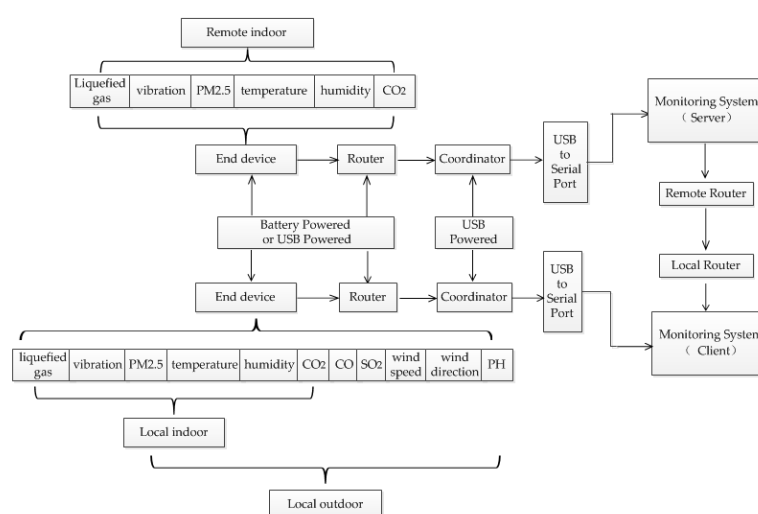 Remote indoor
Liquefied
gas
vibration
PM2.5
temperature
humidity
CO2
End device
Router
Coordinator
USB
to
Serial
Port
Monitoring System
( Server)
Remote Router
Battery Powered
or USB Powered
USB
Powered
Local Router
End device
Router
Coordinator
USB
to
Serial
Port
Monitoring System
( Client)
liquefied
gas
vibration
PM2.5
temperature
humidity
CO2
CO
SO2
wind
speed
wind
direction
PH
Local indoor
Local outdoor